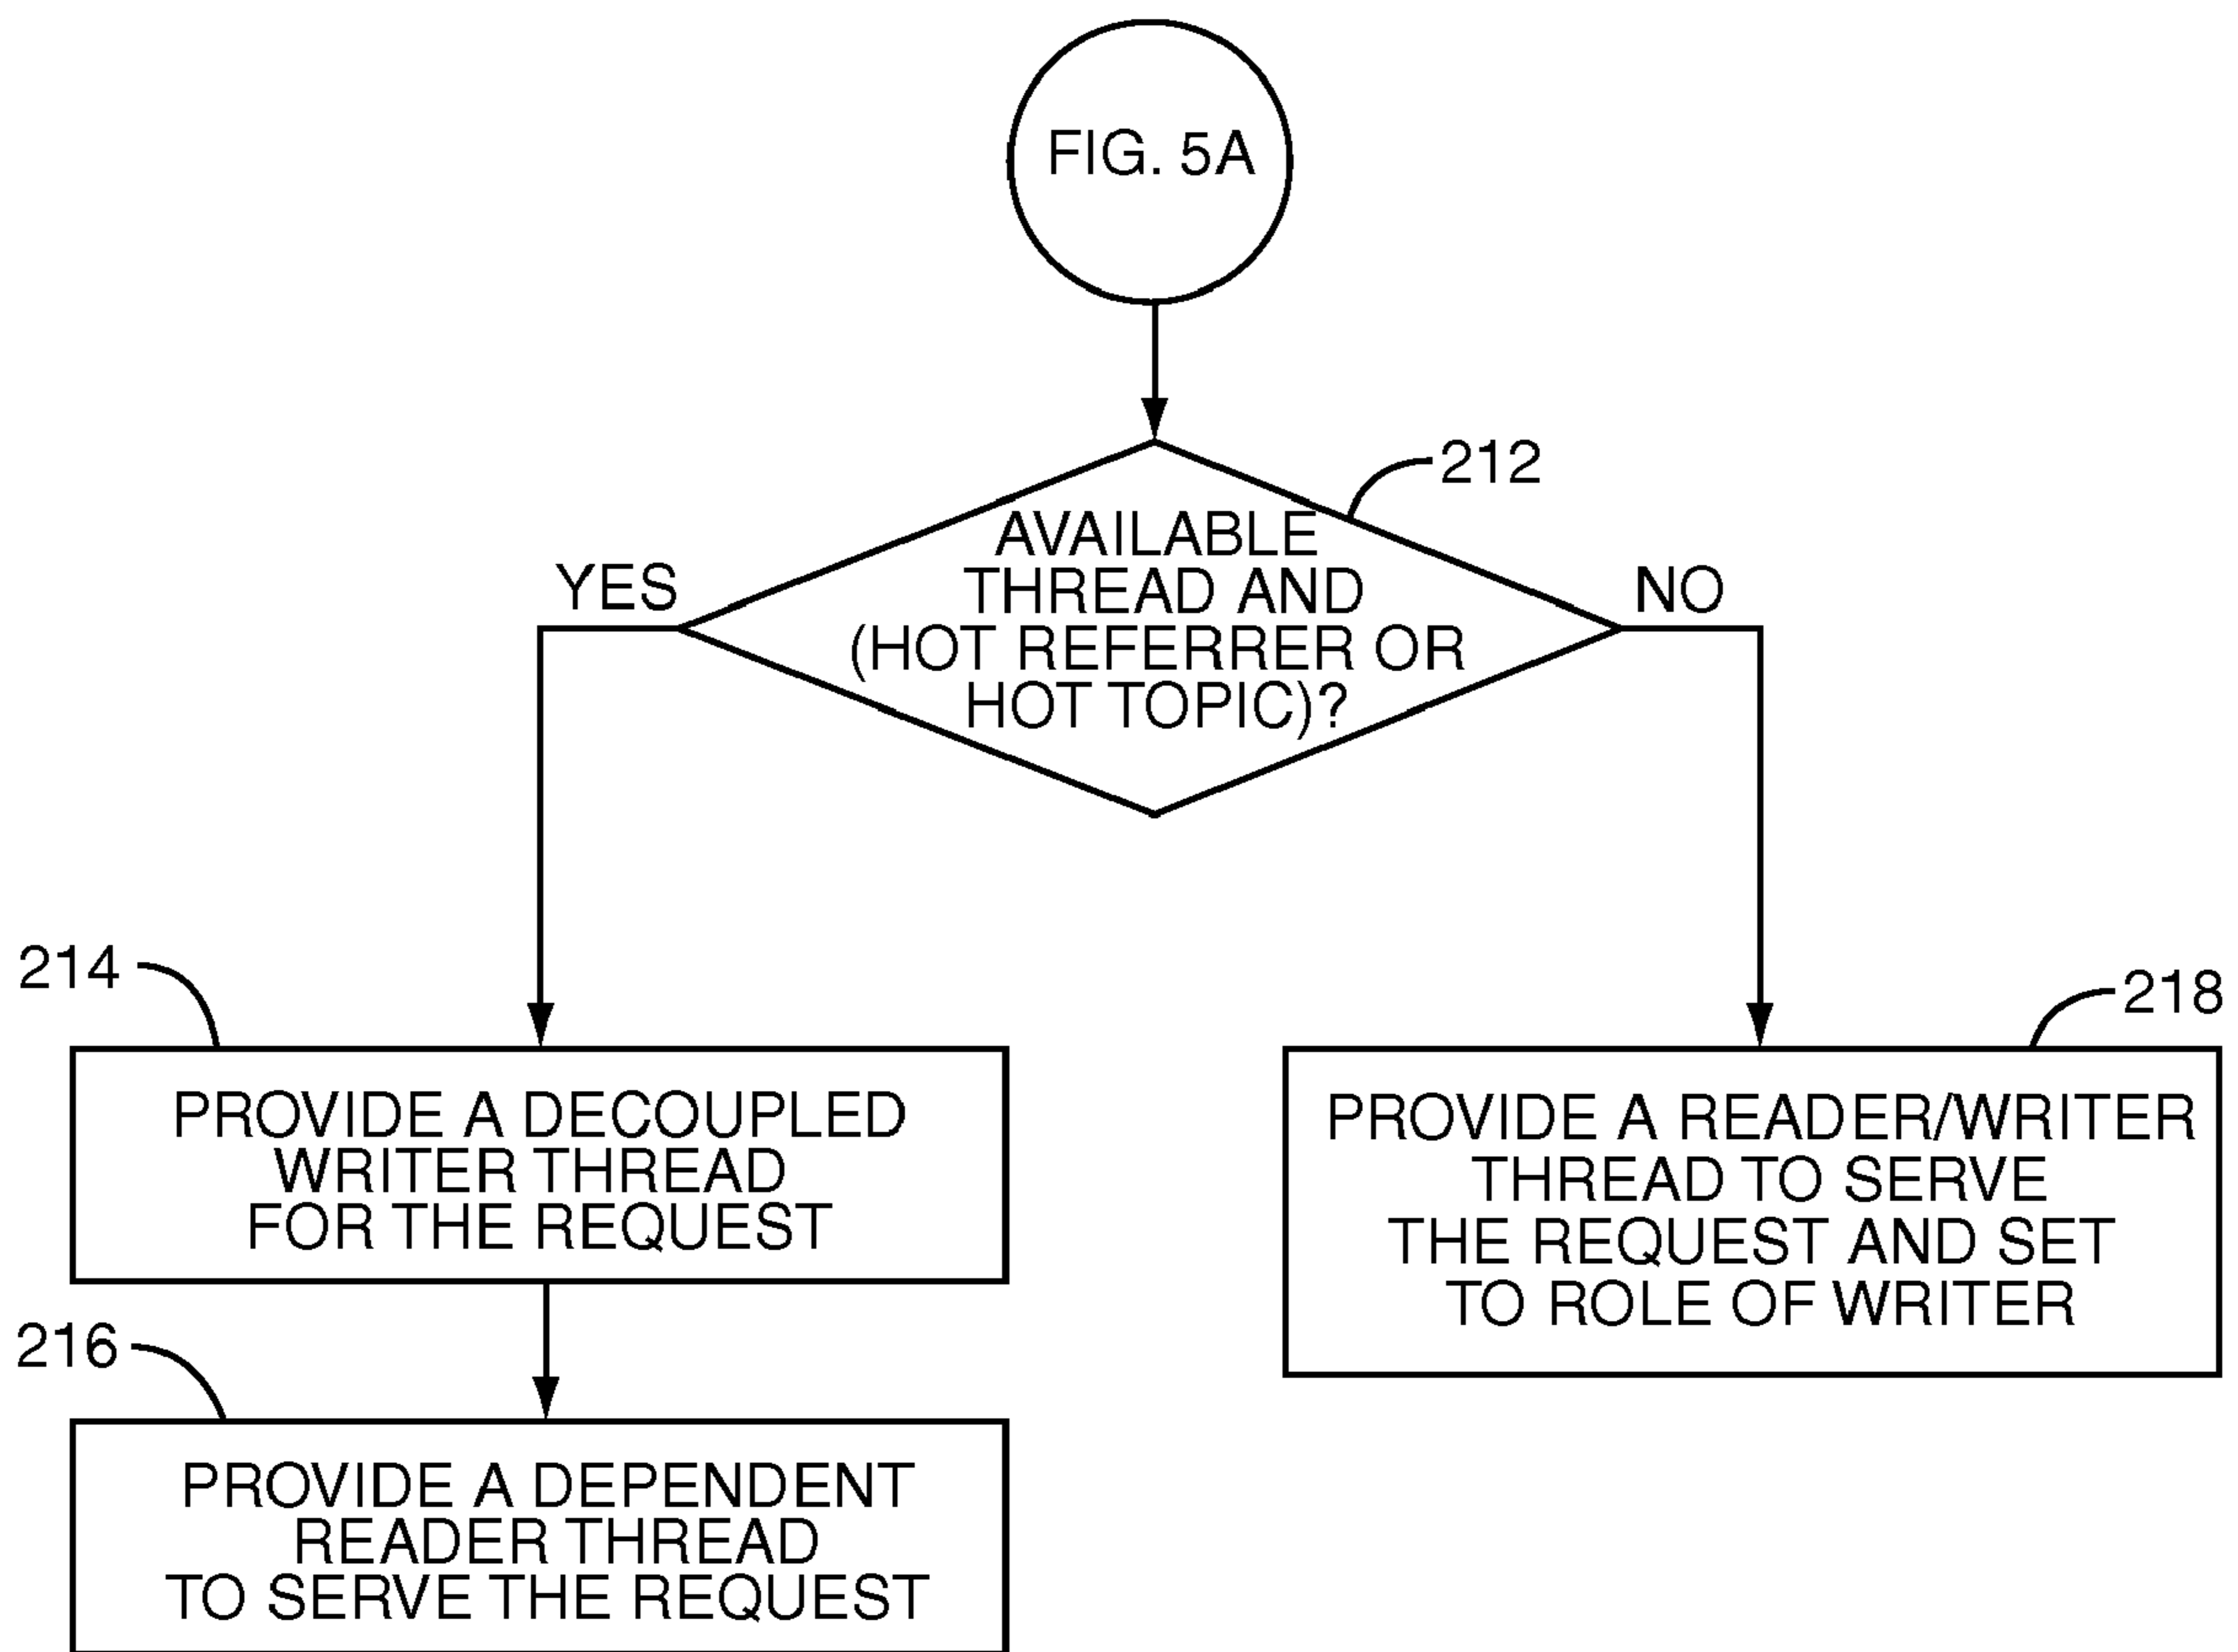 FIG. 5A
212
AVAILABLE
THREAD AND
(HOT REFERRER OR
HOT TOPIC)?
YES
NO
214
218
PROVIDE A DECOUPLED
WRITER THREAD
FOR THE REQUEST
PROVIDE A READER/WRITER
THREAD TO SERVE
THE REQUEST AND SET
TO ROLE OF WRITER
216
PROVIDE A DEPENDENT
READER THREAD
TO SERVE THE REQUEST